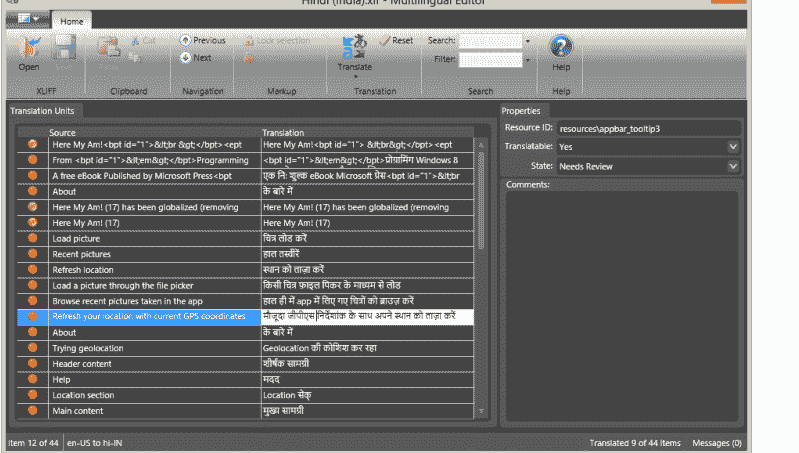 Hindi (India).xlf - Multilingual Editor
Home
Open
Cut
Previous
Next
Lock selection
Translate
Reset
Search:
Filter:
Help
XLIFF
Clipboard
Navigation
Markup
Translation
Search
Help
Translation Units
Source Translation
Here My Am!<bpt id="1">&lt;br &gt;</bpt> <ept Here My Am!<bpt id="1"> &lt;br&gt;</bpt> <ept
From <bpt id="1">&lt;em&gt;</bpt>Programming <bpt id="1">&lt;em&gt;</bpt>प्रोग्रामिंग Windows 8
A free eBook Published by Microsoft Press<bpt एक नि: शुल्क eBook Microsoft प्रेस<bpt id="1">&lt;br
About के बारे में
Here My Am! (17) has been globalized (removing Here My Am! (17) has been globalized (removing
Here My Am! (17) Here My Am! (17)
Load picture चित्र लोड करें
Recent pictures हाल तस्वीरें
Refresh location स्थान को ताज़ा करें
Load a picture through the file picker किसी चित्र फ़ाइल पिकर के माध्यम से लोड
Browse recent pictures taken in the app हाल ही में app में लिए गए चित्रों को ब्राउज़ करें
Refresh your location with current GPS coordinates मौजूदा जीपीएस निर्देशांक के साथ अपने स्थान को ताज़ा करें
About के बारे में
Trying geolocation Geolocation की कोशिश कर रहा
Header content शीर्षक सामग्री
Help मदद
Location section Location सेक्
Main content मुख्य सामग्री
Properties
Resource ID: resources\appbar_tooltip3
Translatable: Yes
State: Needs Review
Comments:
Item 12 of 44 en-US to hi-IN Translated 9 of 44 items Messages (0)